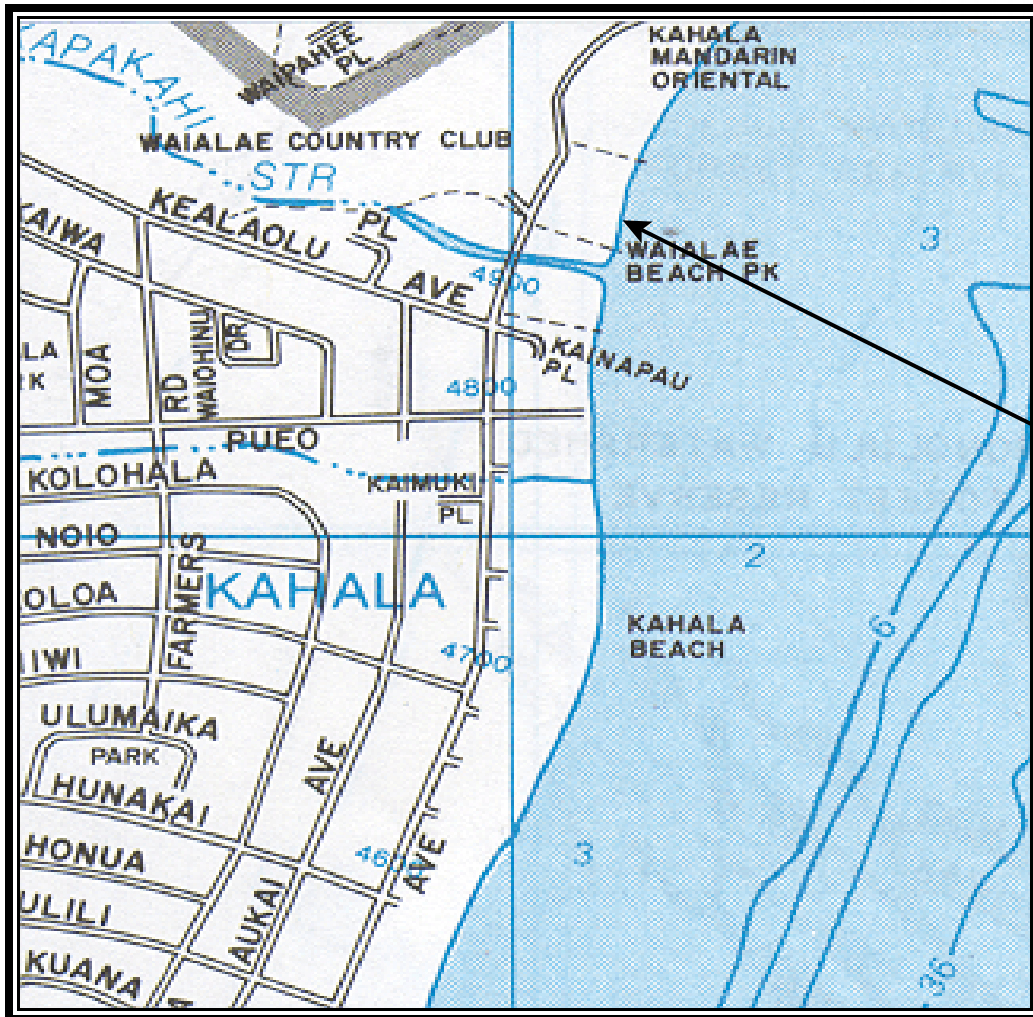 KAPAKAHI
STR
WAIPAHEE
PL
KAHALA
MANDARIN
ORIENTAL
WAIALAE COUNTRY CLUB
KEALAOLU
AVE
PL
KAIWA
WAIALAE
BEACH PK
3
4900
MOA
RD
WAIOHINU
DR
KAINAPAU
PL
4800
PUEO
KOLOHALA
KAIMUKI
PL
NOIO
FARMERS
KAHALA
2
OLOA
IIWI
KAHALA
BEACH
6
4700
ULUMAIKA
PARK
AVE
HUNAKAI
HONUA
AVE
3
ULILI
AUKAI
KUANA
36